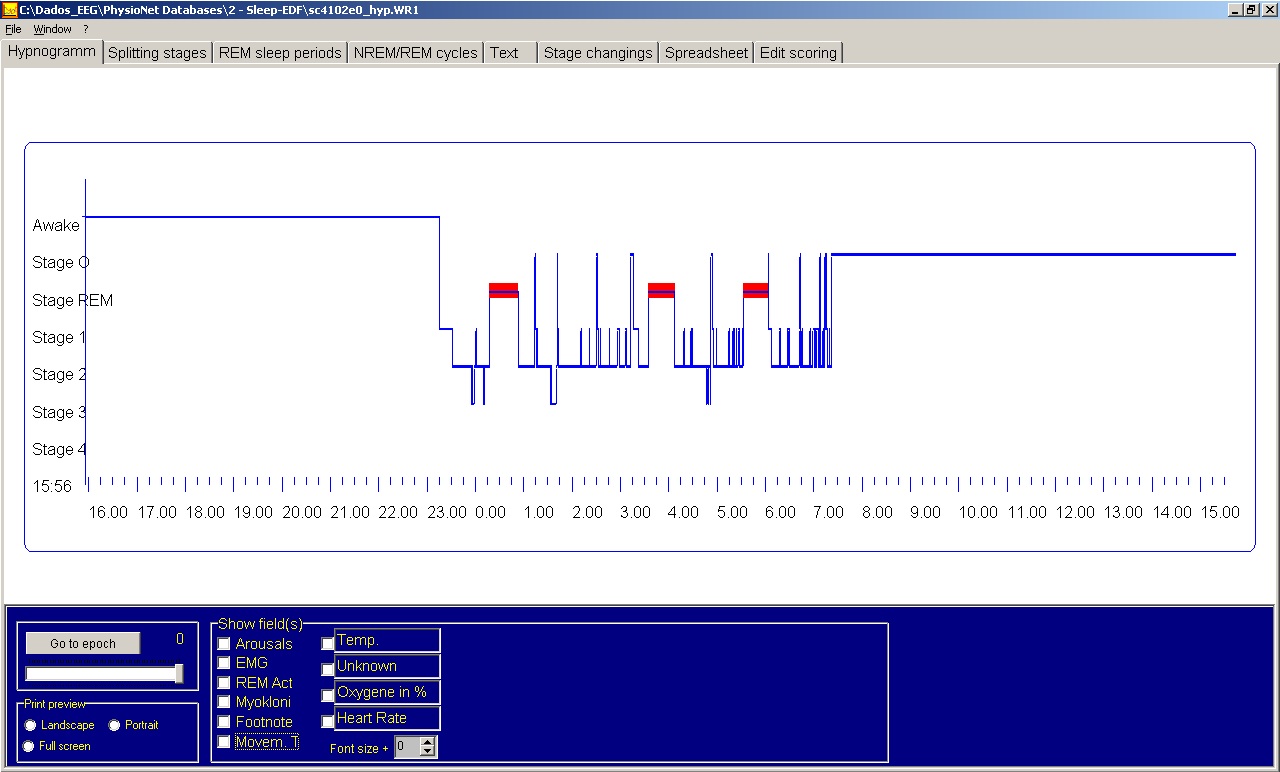 C:\Dados_EEG\PhysioNet Databases\2 - Sleep-EDF\sc4102e0_hyp.WR1
File Window ?
Hypnogramm Splitting stages REM sleep periods NREM/REM cycles Text Stage changings Spreadsheet Edit scoring
Awake
Stage 0
Stage REM
Stage 1
Stage 2
Stage 3
Stage 4
15:56
16.00 17.00 18.00 19.00 20.00 21.00 22.00 23.00 0.00 1.00 2.00 3.00 4.00 5.00 6.00 7.00 8.00 9.00 10.00 11.00 12.00 13.00 14.00 15.00
Go to epoch 0
Print preview
Landscape Portrait
Full screen
Show field(s)
Arousals
EMG
REM Act
Myokloni
Footnote
Movem. T
Temp.
Unknown
Oxygene in %
Heart Rate
Font size + 0